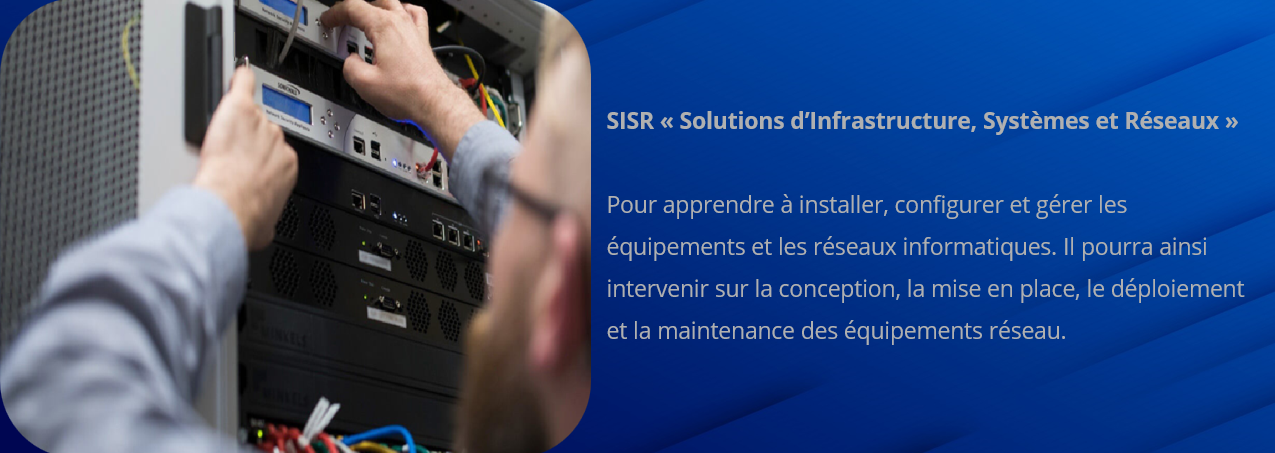 SISR « Solutions d’Infrastructure, Systèmes et Réseaux »
Pour apprendre à installer, configurer et gérer les
équipements et les réseaux informatiques. Il pourra ainsi
intervenir sur la conception, la mise en place, le déploiement
et la maintenance des équipements réseau.